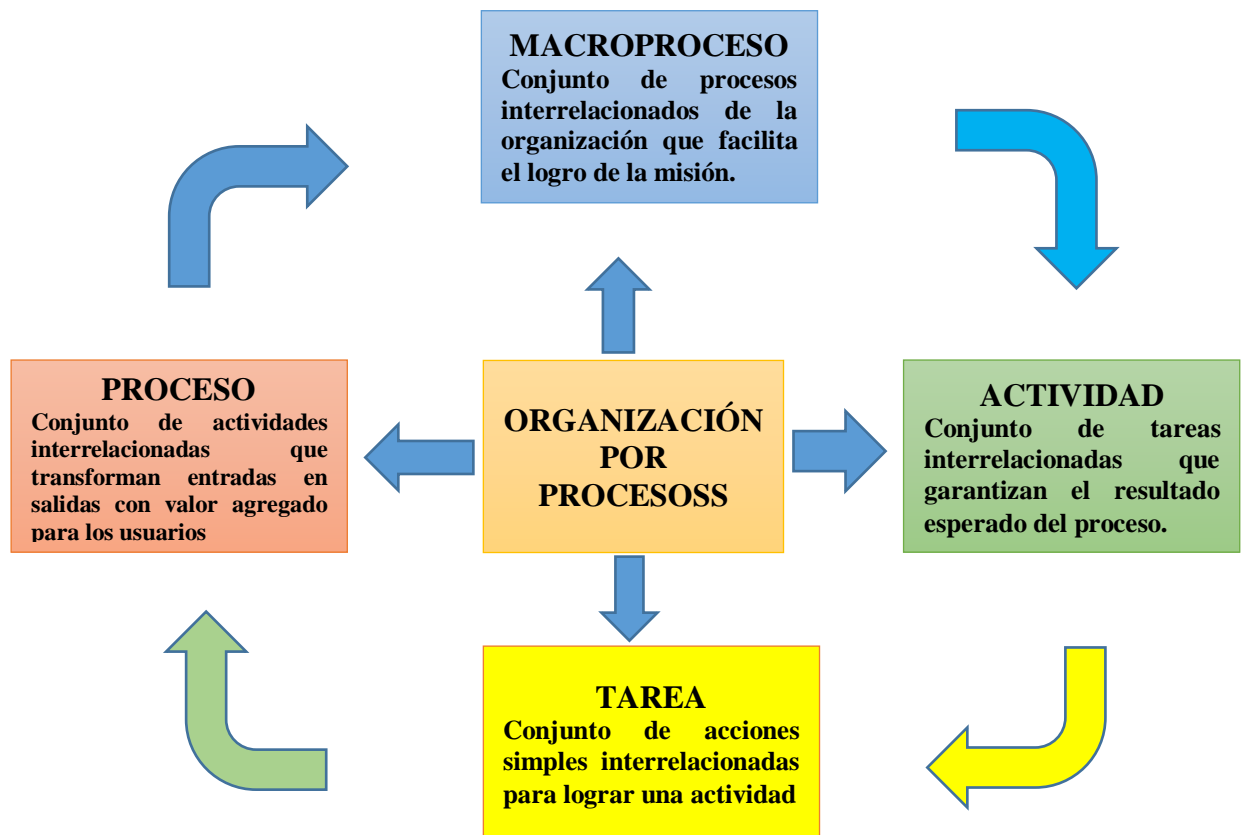 MACROPROCESO
Conjunto de procesos
interrelacionados de la
organización que facilita
el logro de la misión.
PROCESO
Conjunto de actividades
interrelacionadas que
transforman entradas en
salidas con valor agregado
para los usuarios
ORGANIZACIÓN
POR
PROCESOSS
ACTIVIDAD
Conjunto de tareas
interrelacionadas que
garantizan el resultado
esperado del proceso.
TAREA
Conjunto de acciones
simples interrelacionadas
para lograr una actividad